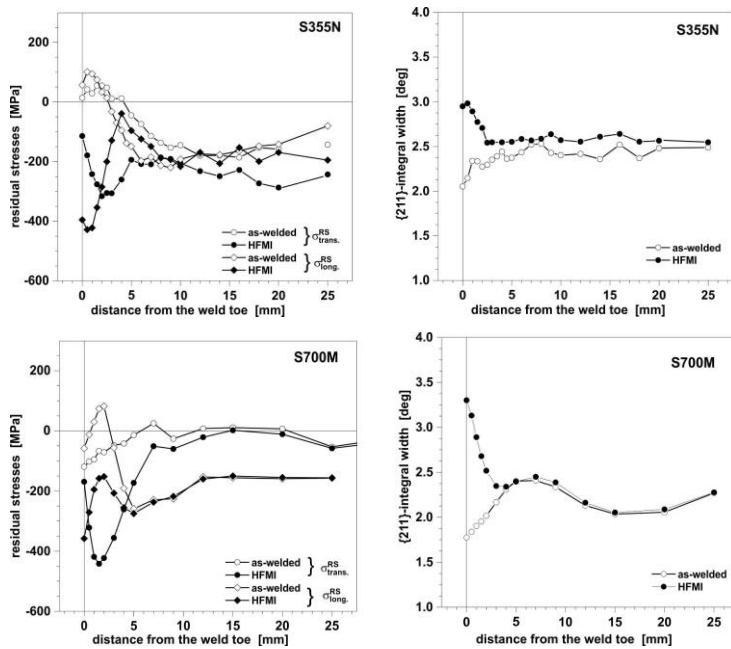 S355N
200
0
-200
-400
-600
residual stresses [MPa]
as-welded
HFMI
} σRS trans.
as-welded
HFMI
} σRS long.
0 5 10 15 20 25
distance from the weld toe [mm]
S355N
4.0
3.5
3.0
2.5
2.0
1.5
1.0
{211}-integral width [deg]
as-welded
HFMI
0 5 10 15 20 25
distance from the weld toe [mm]
S700M
200
0
-200
-400
-600
residual stresses [MPa]
as-welded
HFMI
} σRS trans.
as-welded
HFMI
} σRS long.
0 5 10 15 20 25
distance from the weld toe [mm]
S700M
4.0
3.5
3.0
2.5
2.0
1.5
1.0
{211}-integral width [deg]
as-welded
HFMI
0 5 10 15 20 25
distance from the weld toe [mm]